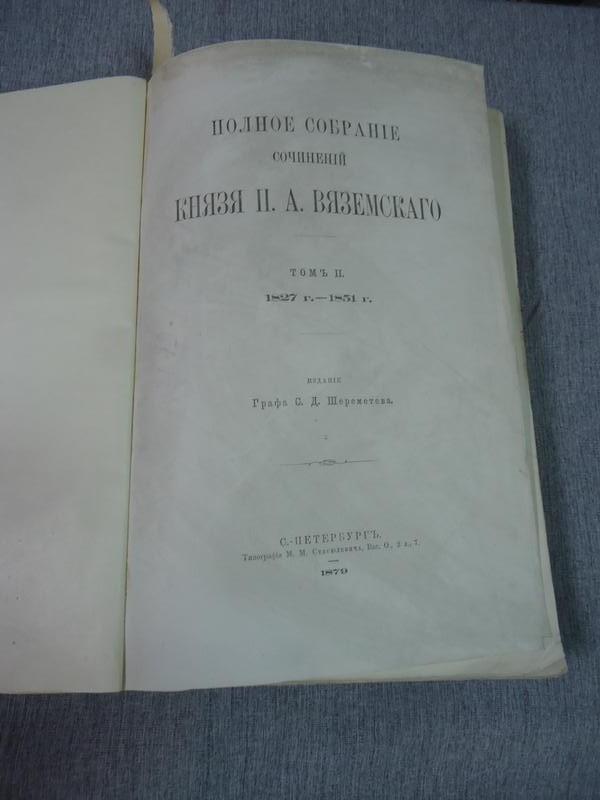 ПОЛНОЕ СОБРАНІЕ
СОЧИНЕНІЙ
КНЯЗЯ П. А. ВЯЗЕМСКАГО
ТОМЪ II.
1827 г.—1851 г.
ИЗДАНІЕ
Графа С. Д. Шереметева.
С.-ПЕТЕРБУРГЪ.
Типографія М. М. Стасюлевича, Вас. О., 2 л., 7.
1879